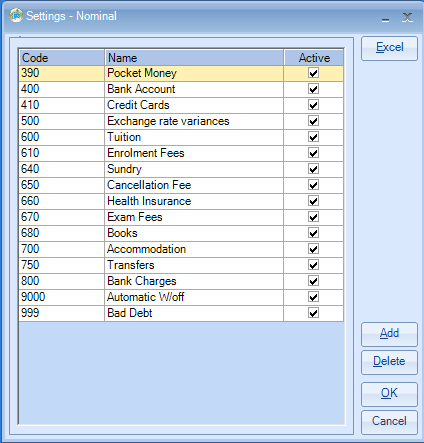 Settings - Nominal
Code Name Active
390 Pocket Money
400 Bank Account
410 Credit Cards
500 Exchange rate variances
600 Tuition
610 Enrolment Fees
640 Sundry
650 Cancellation Fee
660 Health Insurance
670 Exam Fees
680 Books
700 Accommodation
750 Transfers
800 Bank Charges
9000 Automatic W/off
999 Bad Debt
Excel
Add
Delete
OK
Cancel